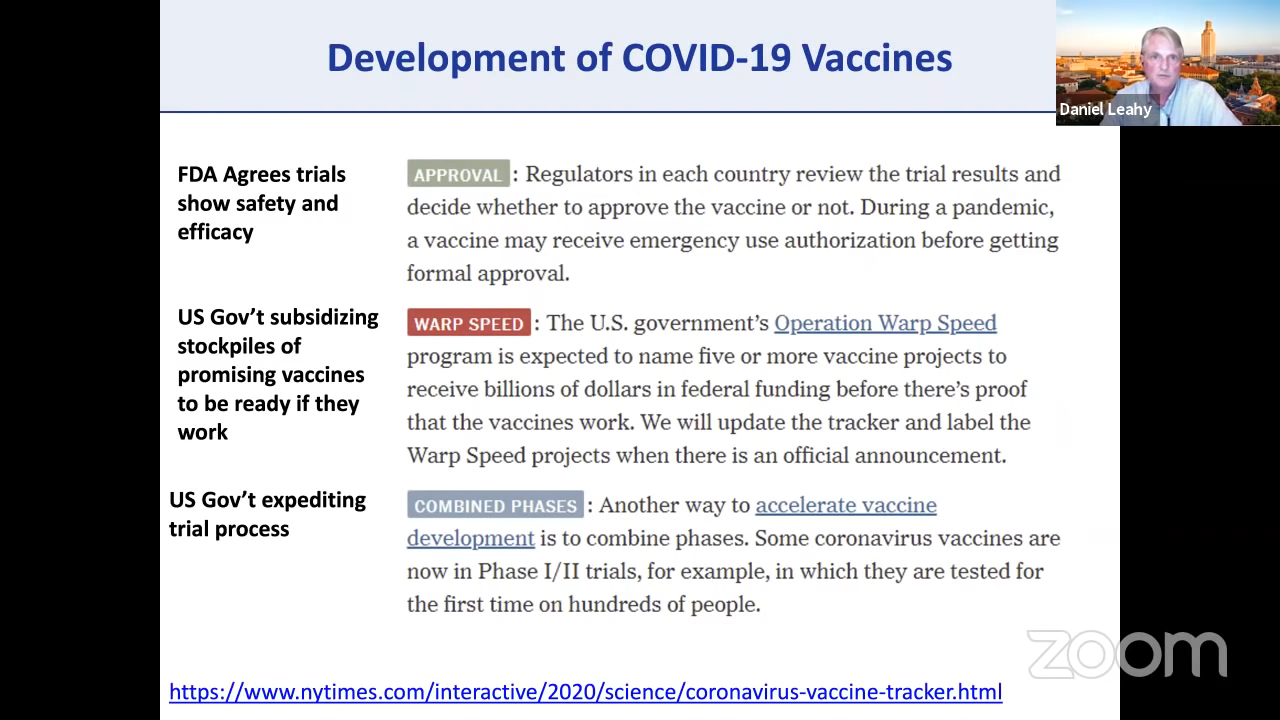 Development of COVID-19 Vaccines
Daniel Leahy
FDA Agrees trials
show safety and
efficacy
APPROVAL : Regulators in each country review the trial results and
decide whether to approve the vaccine or not. During a pandemic,
a vaccine may receive emergency use authorization before getting
formal approval.
US Gov’t subsidizing
stockpiles of
promising vaccines
to be ready if they
work
WARP SPEED : The U.S. government’s Operation Warp Speed
program is expected to name five or more vaccine projects to
receive billions of dollars in federal funding before there’s proof
that the vaccines work. We will update the tracker and label the
Warp Speed projects when there is an official announcement.
US Gov’t expediting
trial process
COMBINED PHASES : Another way to accelerate vaccine
development is to combine phases. Some coronavirus vaccines are
now in Phase I/II trials, for example, in which they are tested for
the first time on hundreds of people.
zoom
https://www.nytimes.com/interactive/2020/science/coronavirus-vaccine-tracker.html